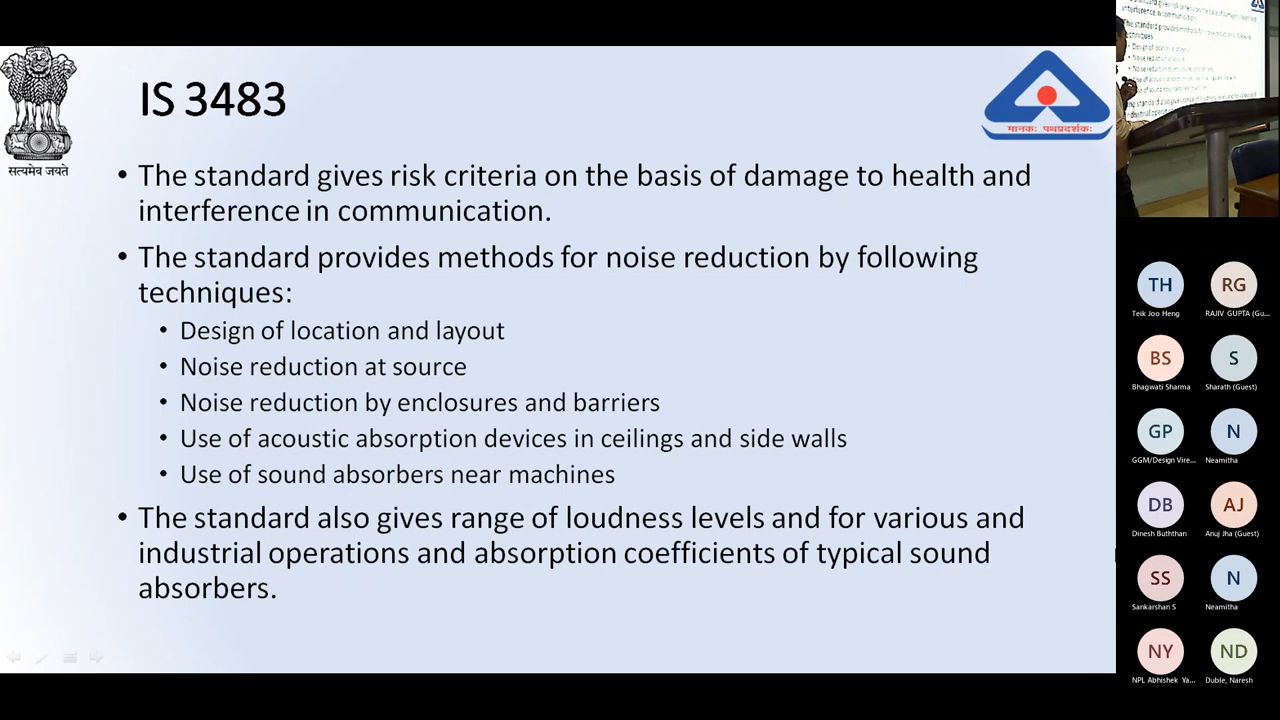 IS 3483
सत्यमेव जयते
मानकः पथप्रदर्शकः
• The standard gives risk criteria on the basis of damage to health and
interference in communication.
• The standard provides methods for noise reduction by following
techniques:
• Design of location and layout
• Noise reduction at source
• Noise reduction by enclosures and barriers
• Use of acoustic absorption devices in ceilings and side walls
• Use of sound absorbers near machines
• The standard also gives range of loudness levels and for various and
industrial operations and absorption coefficients of typical sound
absorbers.
TH
Teik Joo Heng
RG
RAJIV GUPTA (Gu...
BS
Bhagwati Sharma
S
Sharath (Guest)
GP
GGM/Design Vire...
N
Neamitha
DB
Dinesh Buththan
AJ
Anuj Jha (Guest)
SS
Sankarshan S
N
Neamitha
NY
NPL Abhishek Ya...
ND
Duble, Naresh